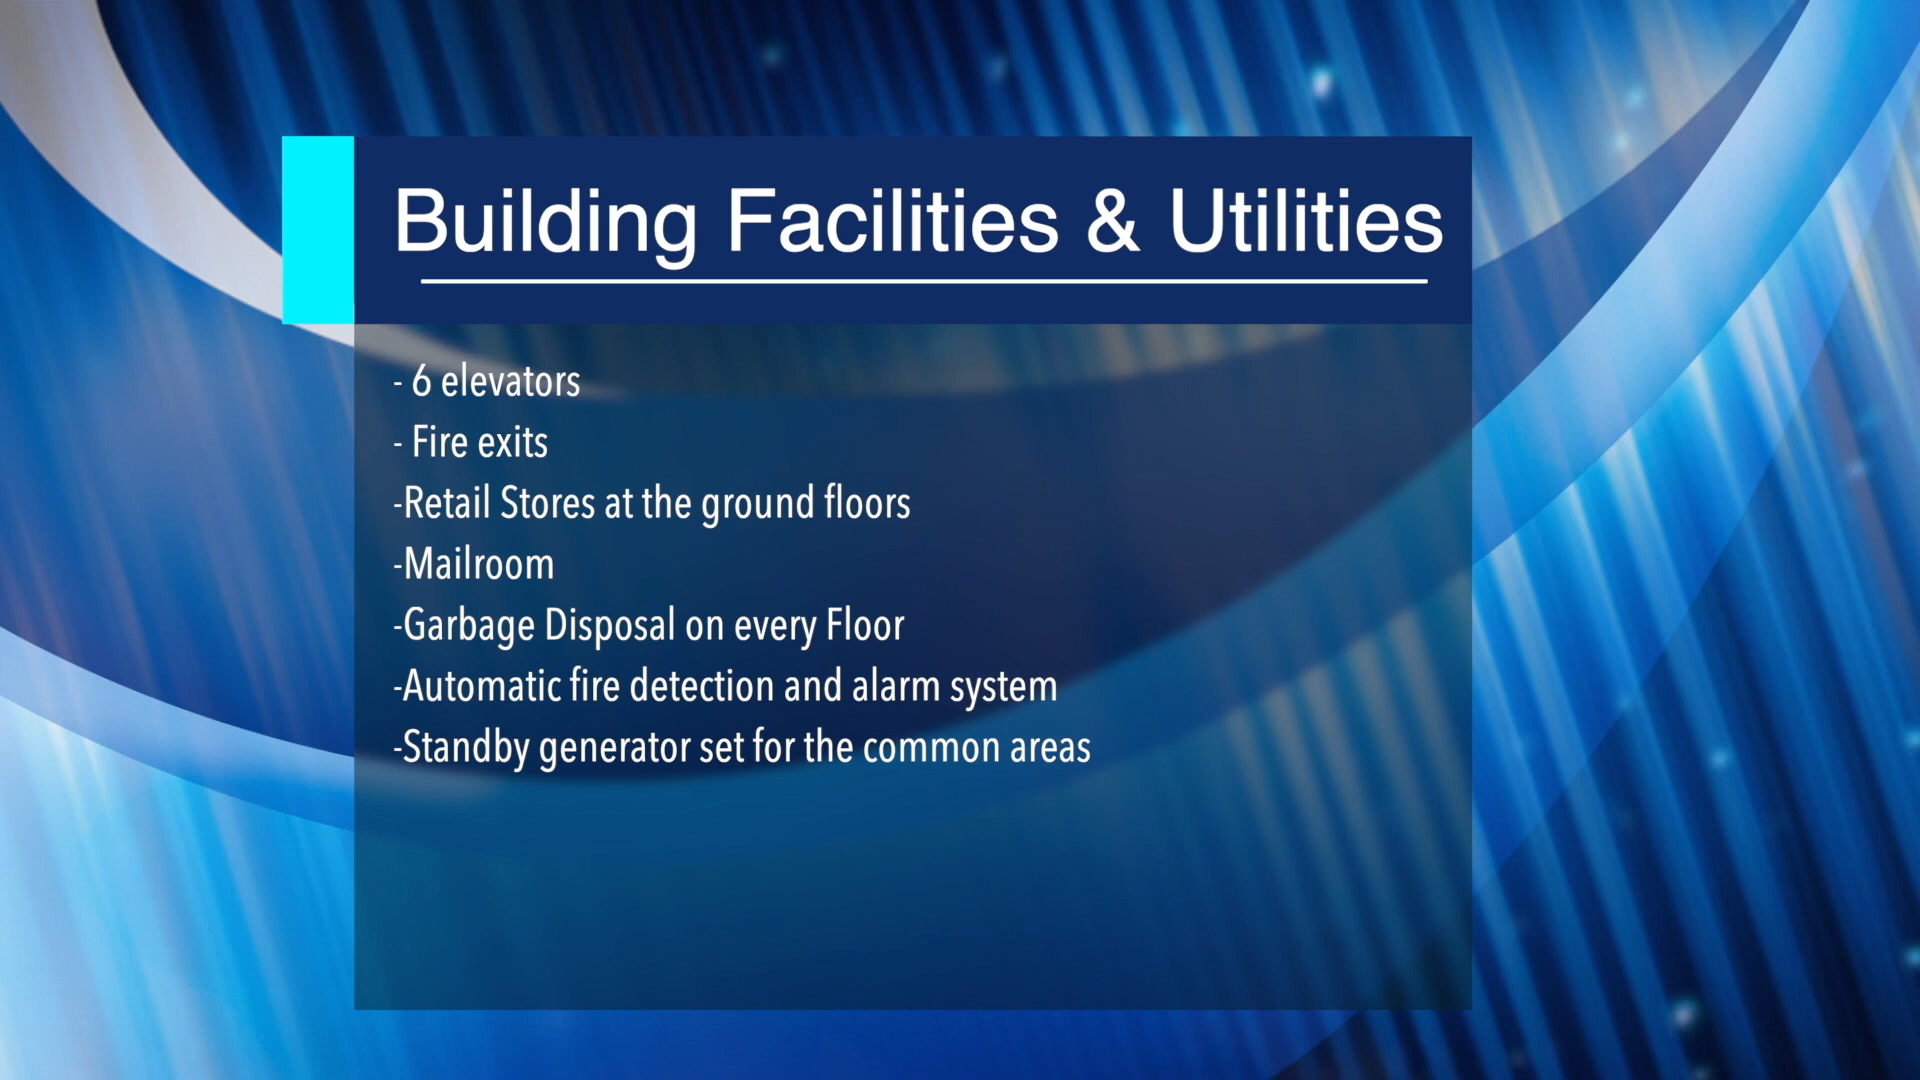 Building Facilities & Utilities
- 6 elevators
- Fire exits
-Retail Stores at the ground floors
-Mailroom
-Garbage Disposal on every Floor
-Automatic fire detection and alarm system
-Standby generator set for the common areas